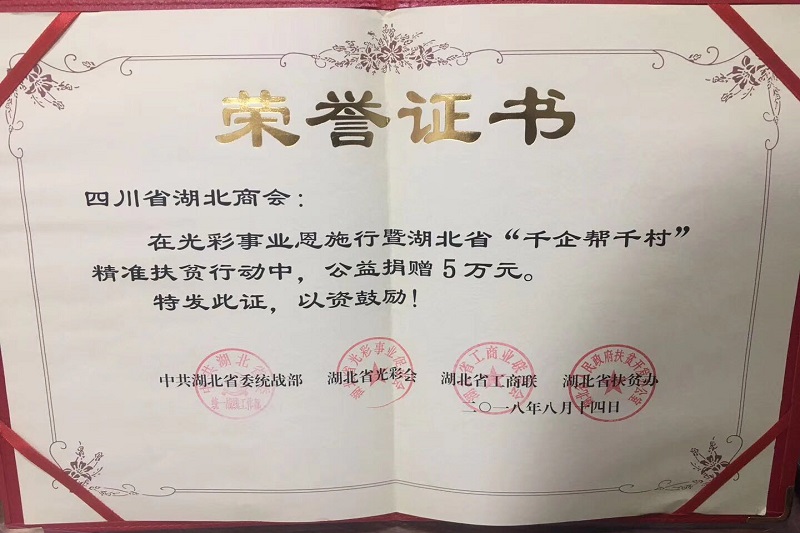 荣誉证书
四川省湖北商会：
在光彩事业恩施行暨湖北省“千企帮千村”
精准扶贫行动中，公益捐赠5万元。
特发此证，以资鼓励！
中共湖北省委统战部 湖北省光彩会 湖北省工商联 湖北省扶贫办
二〇一八年八月十四日